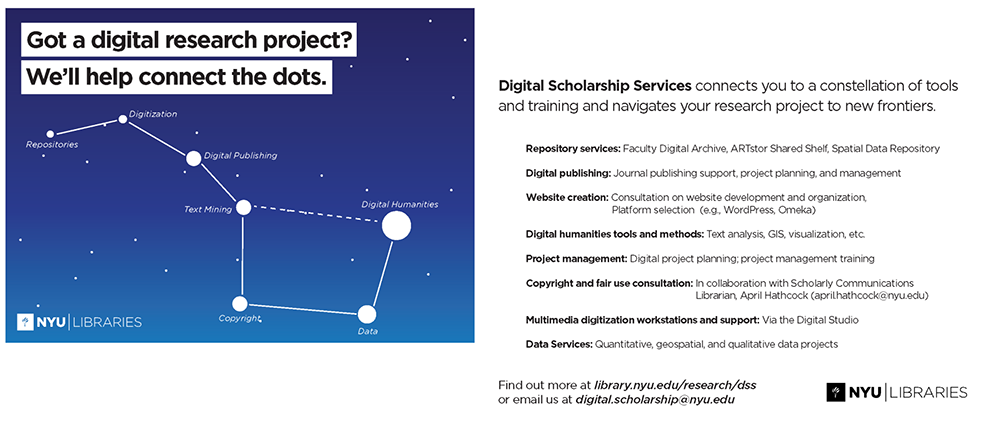 Got a digital research project?
We'll help connect the dots.
Digitization
Repositories
Digital Publishing
Text Mining
Digital Humanities
Copyright
Data
NYU LIBRARIES
Digital Scholarship Services connects you to a constellation of tools
and training and navigates your research project to new frontiers.
Repository services: Faculty Digital Archive, ARTstor Shared Shelf, Spatial Data Repository
Digital publishing: Journal publishing support, project planning, and management
Website creation: Consultation on website development and organization,
Platform selection (e.g., WordPress, Omeka)
Digital humanities tools and methods: Text analysis, GIS, visualization, etc.
Project management: Digital project planning; project management training
Copyright and fair use consultation: In collaboration with Scholarly Communications
Librarian, April Hathcock (april.hathcock@nyu.edu)
Multimedia digitization workstations and support: Via the Digital Studio
Data Services: Quantitative, geospatial, and qualitative data projects
Find out more at library.nyu.edu/research/dss
or email us at digital.scholarship@nyu.edu
NYU LIBRARIES